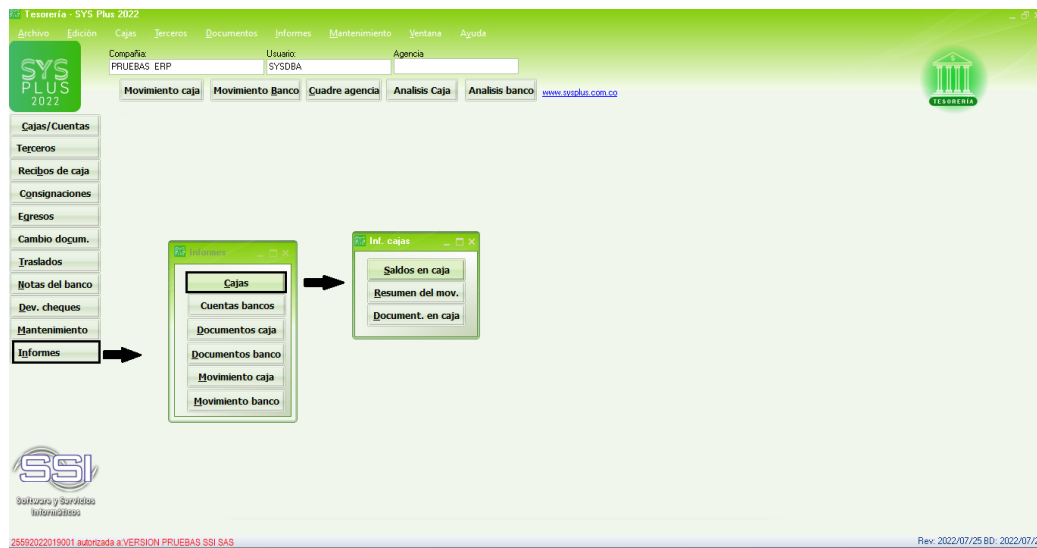 Tesorería - SYS Plus 2022
Archivo Edición Cajas Terceros Documentos Informes Mantenimiento Ventana Ayuda
Compañia: Usuario: Agencia
PRUEBAS ERP SYSDBA
SYS
PLUS
2022
Movimiento caja Movimiento Banco Cuadre agencia Analisis Caja Analisis banco www.sysplus.com.co
TESORERIA
Cajas/Cuentas
Terceros
Recibos de caja
Consignaciones
Egresos
Cambio docum.
Traslados
Notas del banco
Dev. cheques
Mantenimiento
Informes
Informes
Cajas
Cuentas bancos
Documentos caja
Documentos banco
Movimiento caja
Movimiento banco
Inf. cajas
Saldos en caja
Resumen del mov.
Document. en caja
SSI
Software y Servicios
Informáticos
25592022019001 autorizada a:VERSION PRUEBAS SSI SAS
Rev: 2022/07/25 BD: 2022/07/2